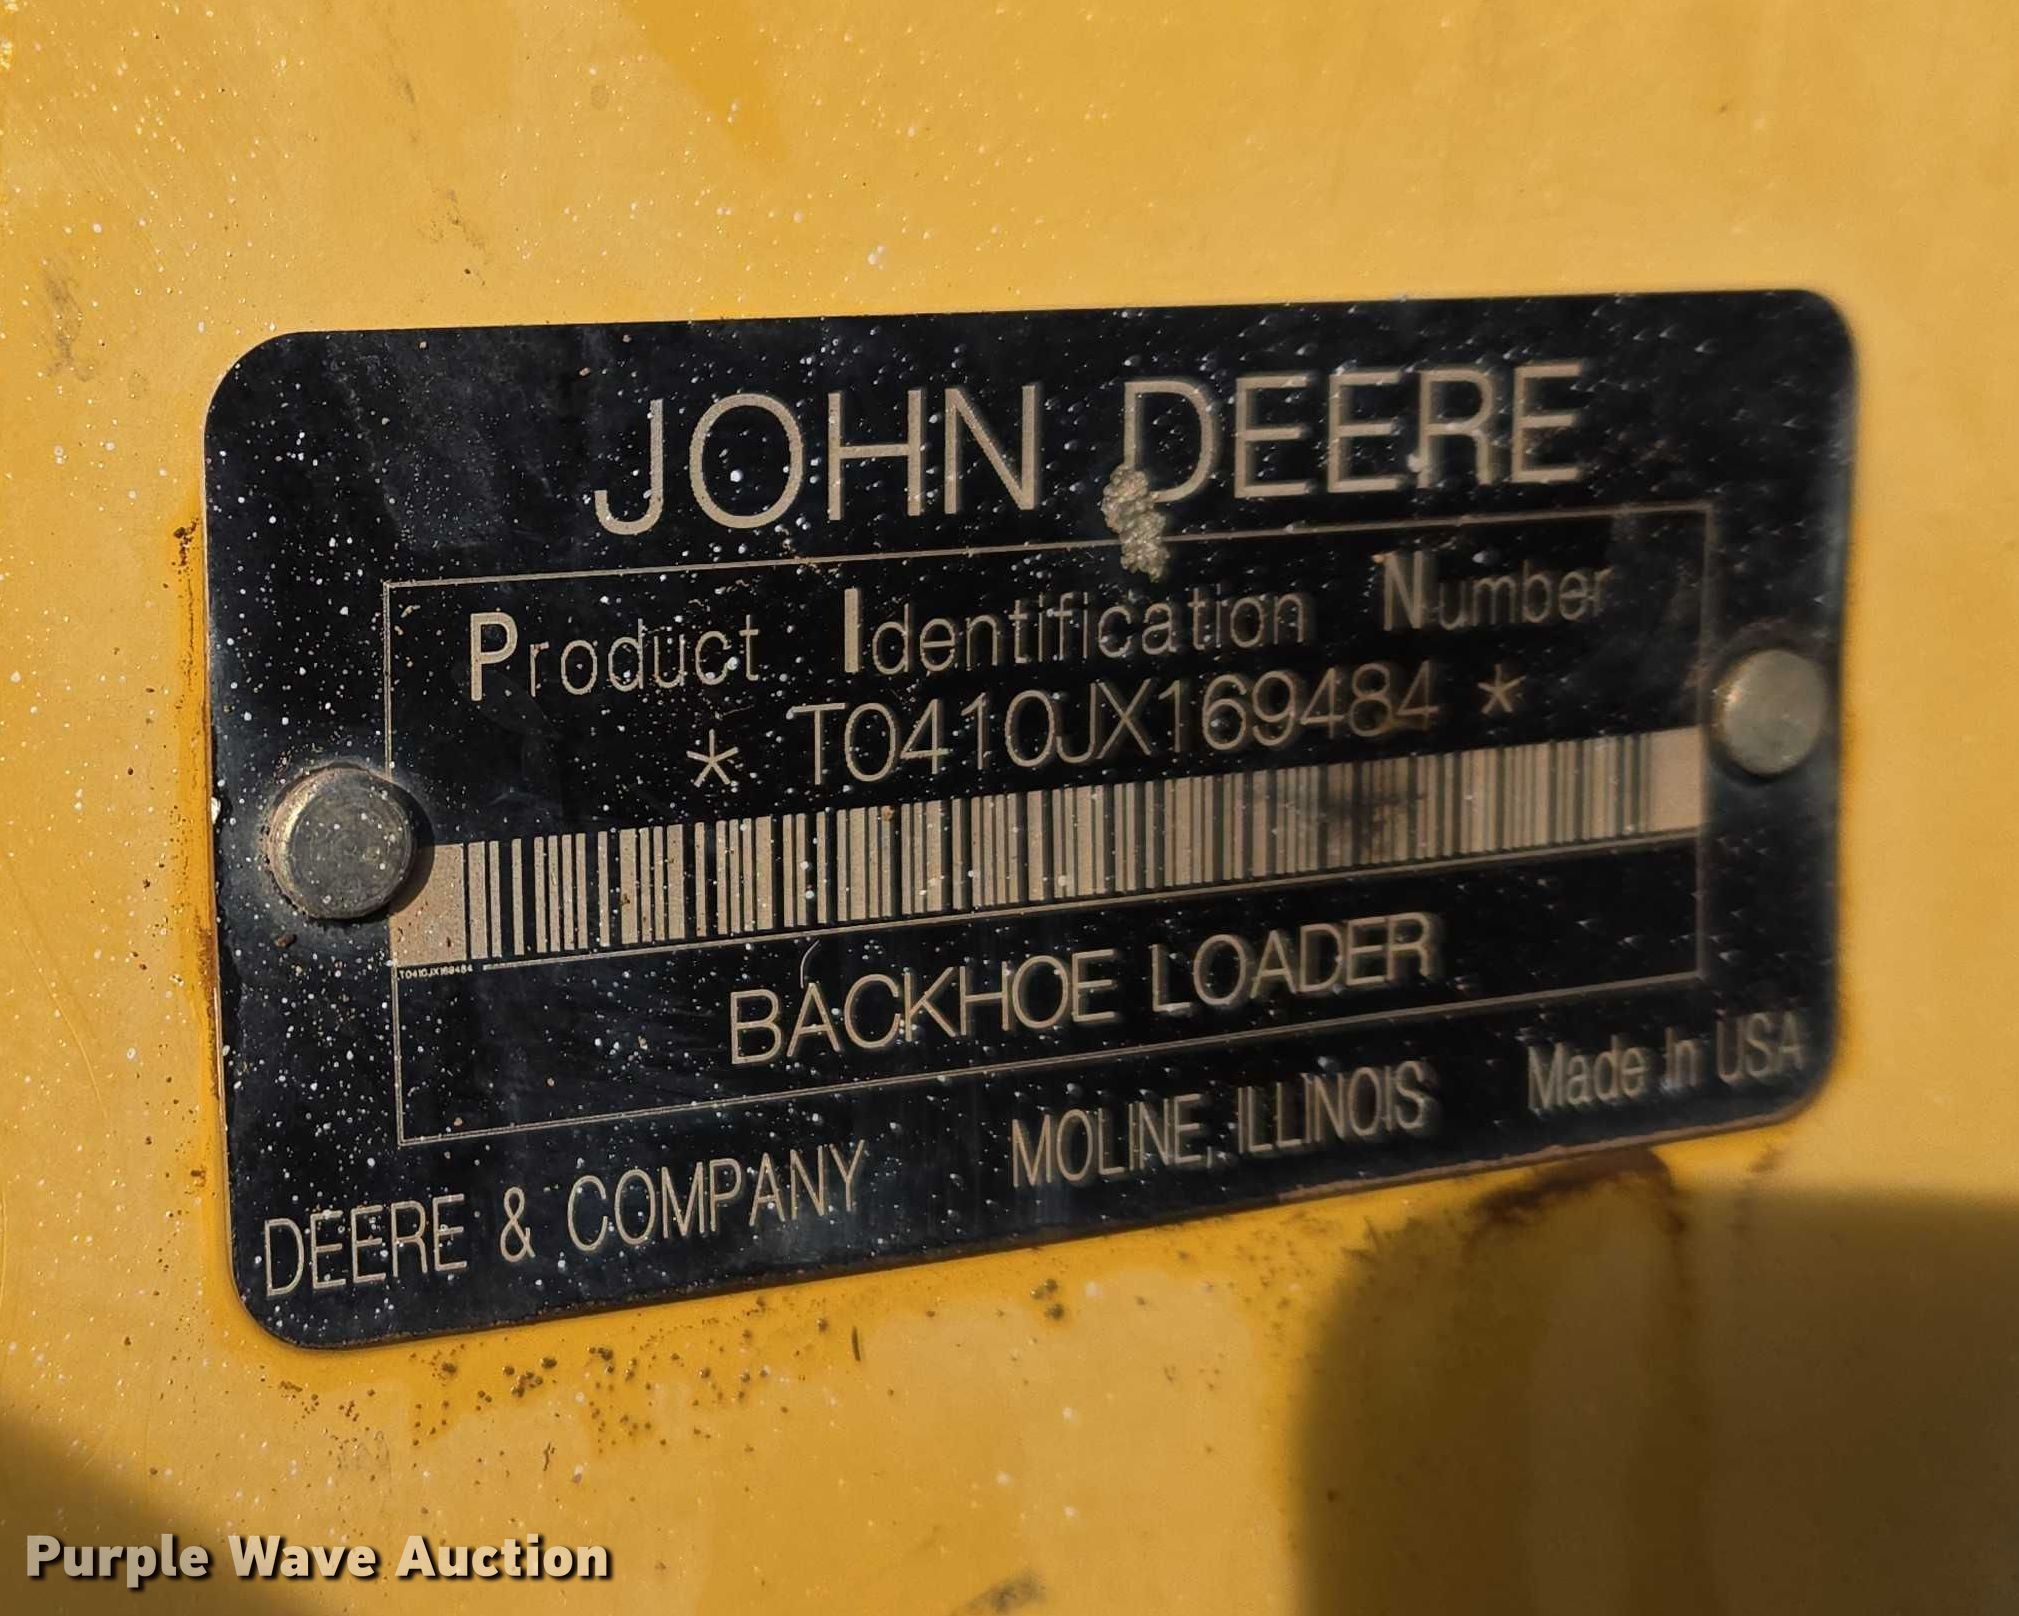 JOHN DEERE
Product Identification Number
* T0410JX169484 *
T0410JX169484
BACKHOE LOADER
DEERE & COMPANY MOLINE, ILLINOIS Made In USA
Purple Wave Auction